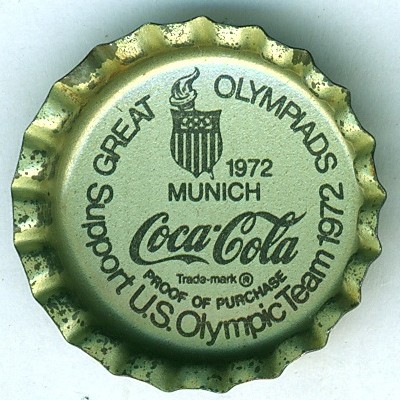 GREAT OLYMPIADS
1972
MUNICH
Coca-Cola
Trade-mark ®
PROOF OF PURCHASE
Support U.S. Olympic Team 1972